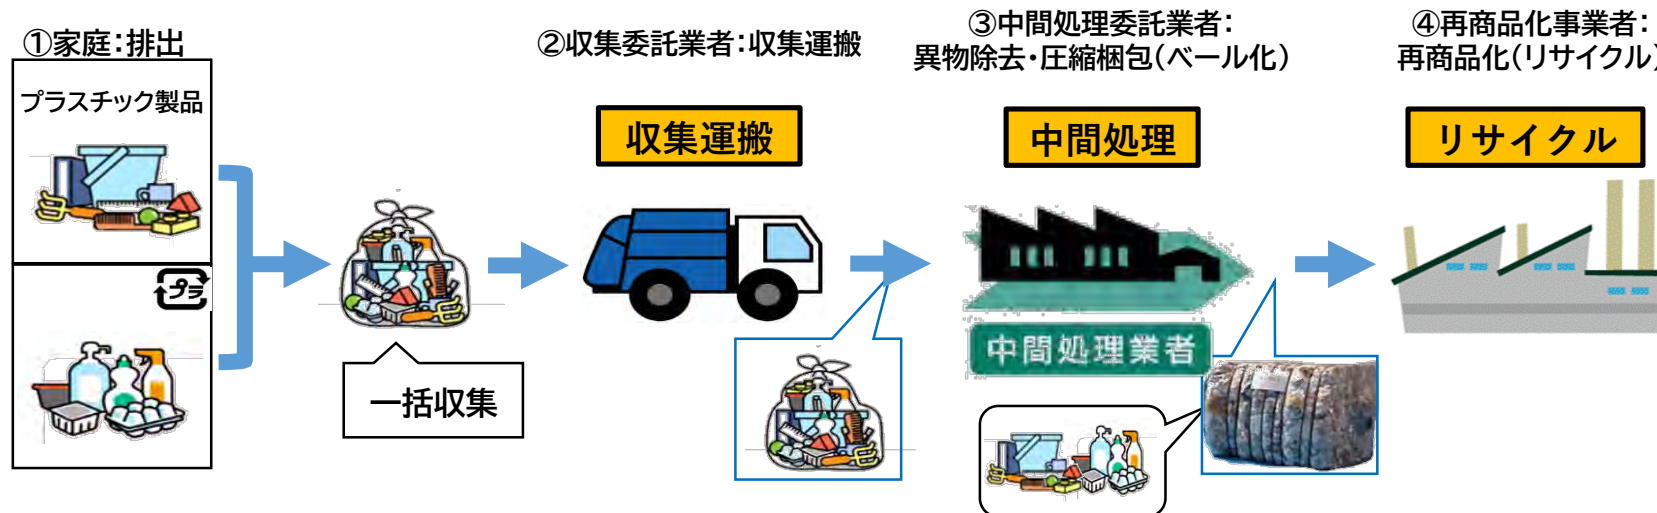 ①家庭：排出
プラスチック製品
プラ
一括収集
②収集委託業者：収集運搬
収集運搬
③中間処理委託業者：
異物除去・圧縮梱包（ベール化）
中間処理
中間処理業者
④再商品化事業者：
再商品化（リサイクル）
リサイクル